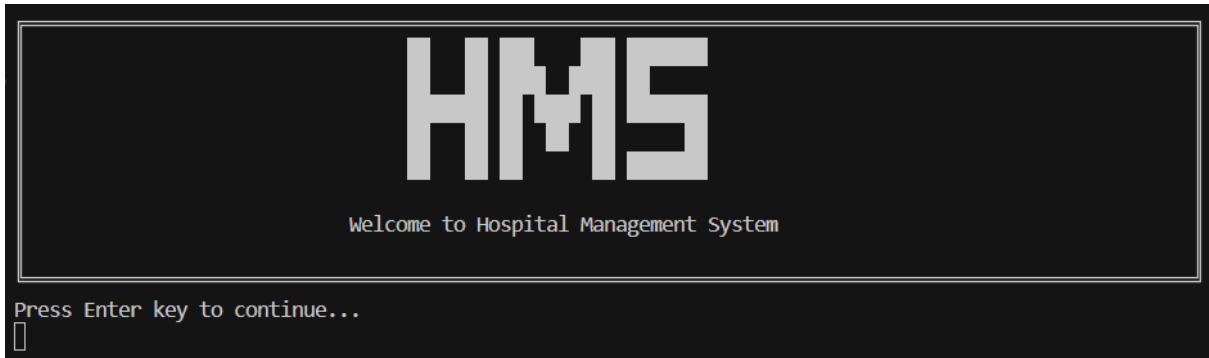 HMS
Welcome to Hospital Management System
Press Enter key to continue...